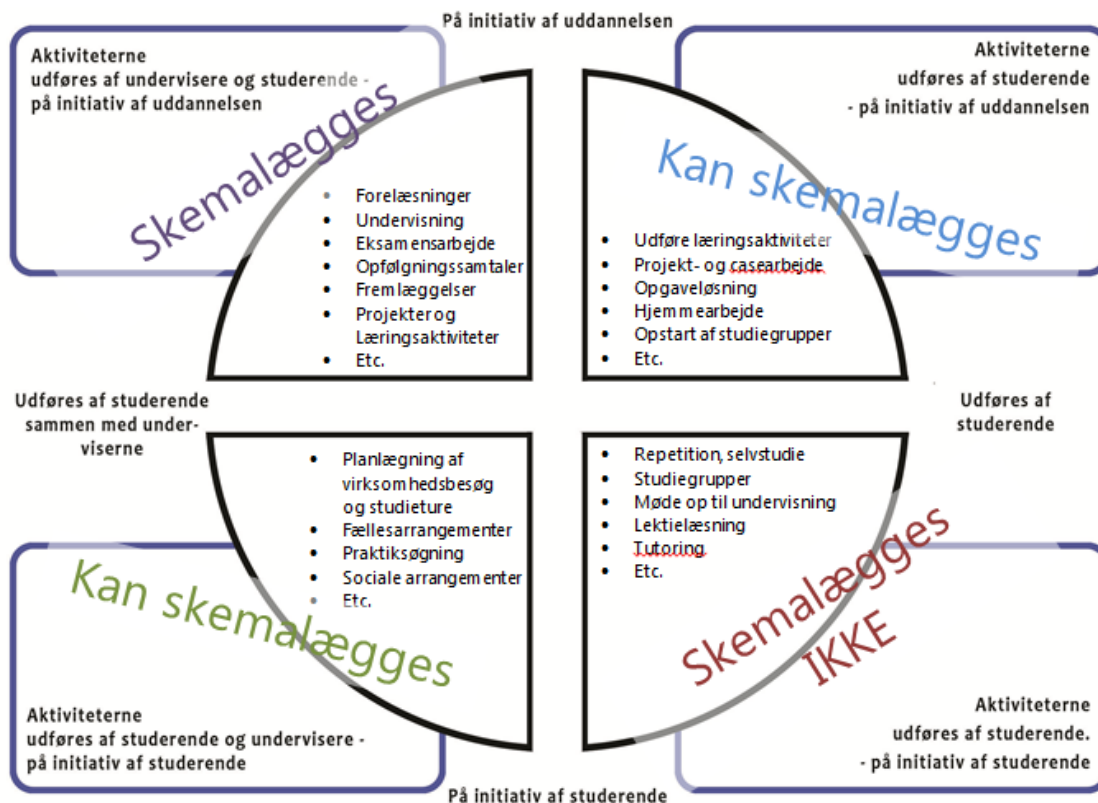 På initiativ af uddannelsen
Aktiviteterne
udføres af undervisere og studerende -
på initiativ af uddannelsen
Skemalægges
Forelæsninger
Undervisning
Eksamensarbejde
Opfølgningssamtaler
Fremlæggelser
Projekter og
Læringsaktiviteter
Etc.
Aktiviteterne
udføres af studerende
- på initiativ af uddannelsen
Kan skemalægges
Udføre læringsaktiviteter
Projekt- og casearbejde
Opgaveløsning
Hjemmearbejde
Opstart af studiegrupper
Etc.
Udføres af studerende
sammen med under-
viserne
Udføres af
studerende
Planlægning af
virksomhedsbesøg
og studieture
Fællesarrangementer
Praktiksøgning
Sociale arrangementer
Etc.
Kan skemalægges
Aktiviteterne
udføres af studerende og undervisere -
på initiativ af studerende
Repetition, selvstudie
Studiegrupper
Møde op til undervisning
Lektielæsning
Tutoring
Etc.
Skemalægges
IKKE
Aktiviteterne
udføres af studerende.
- på initiativ af studerende
På initiativ af studerende